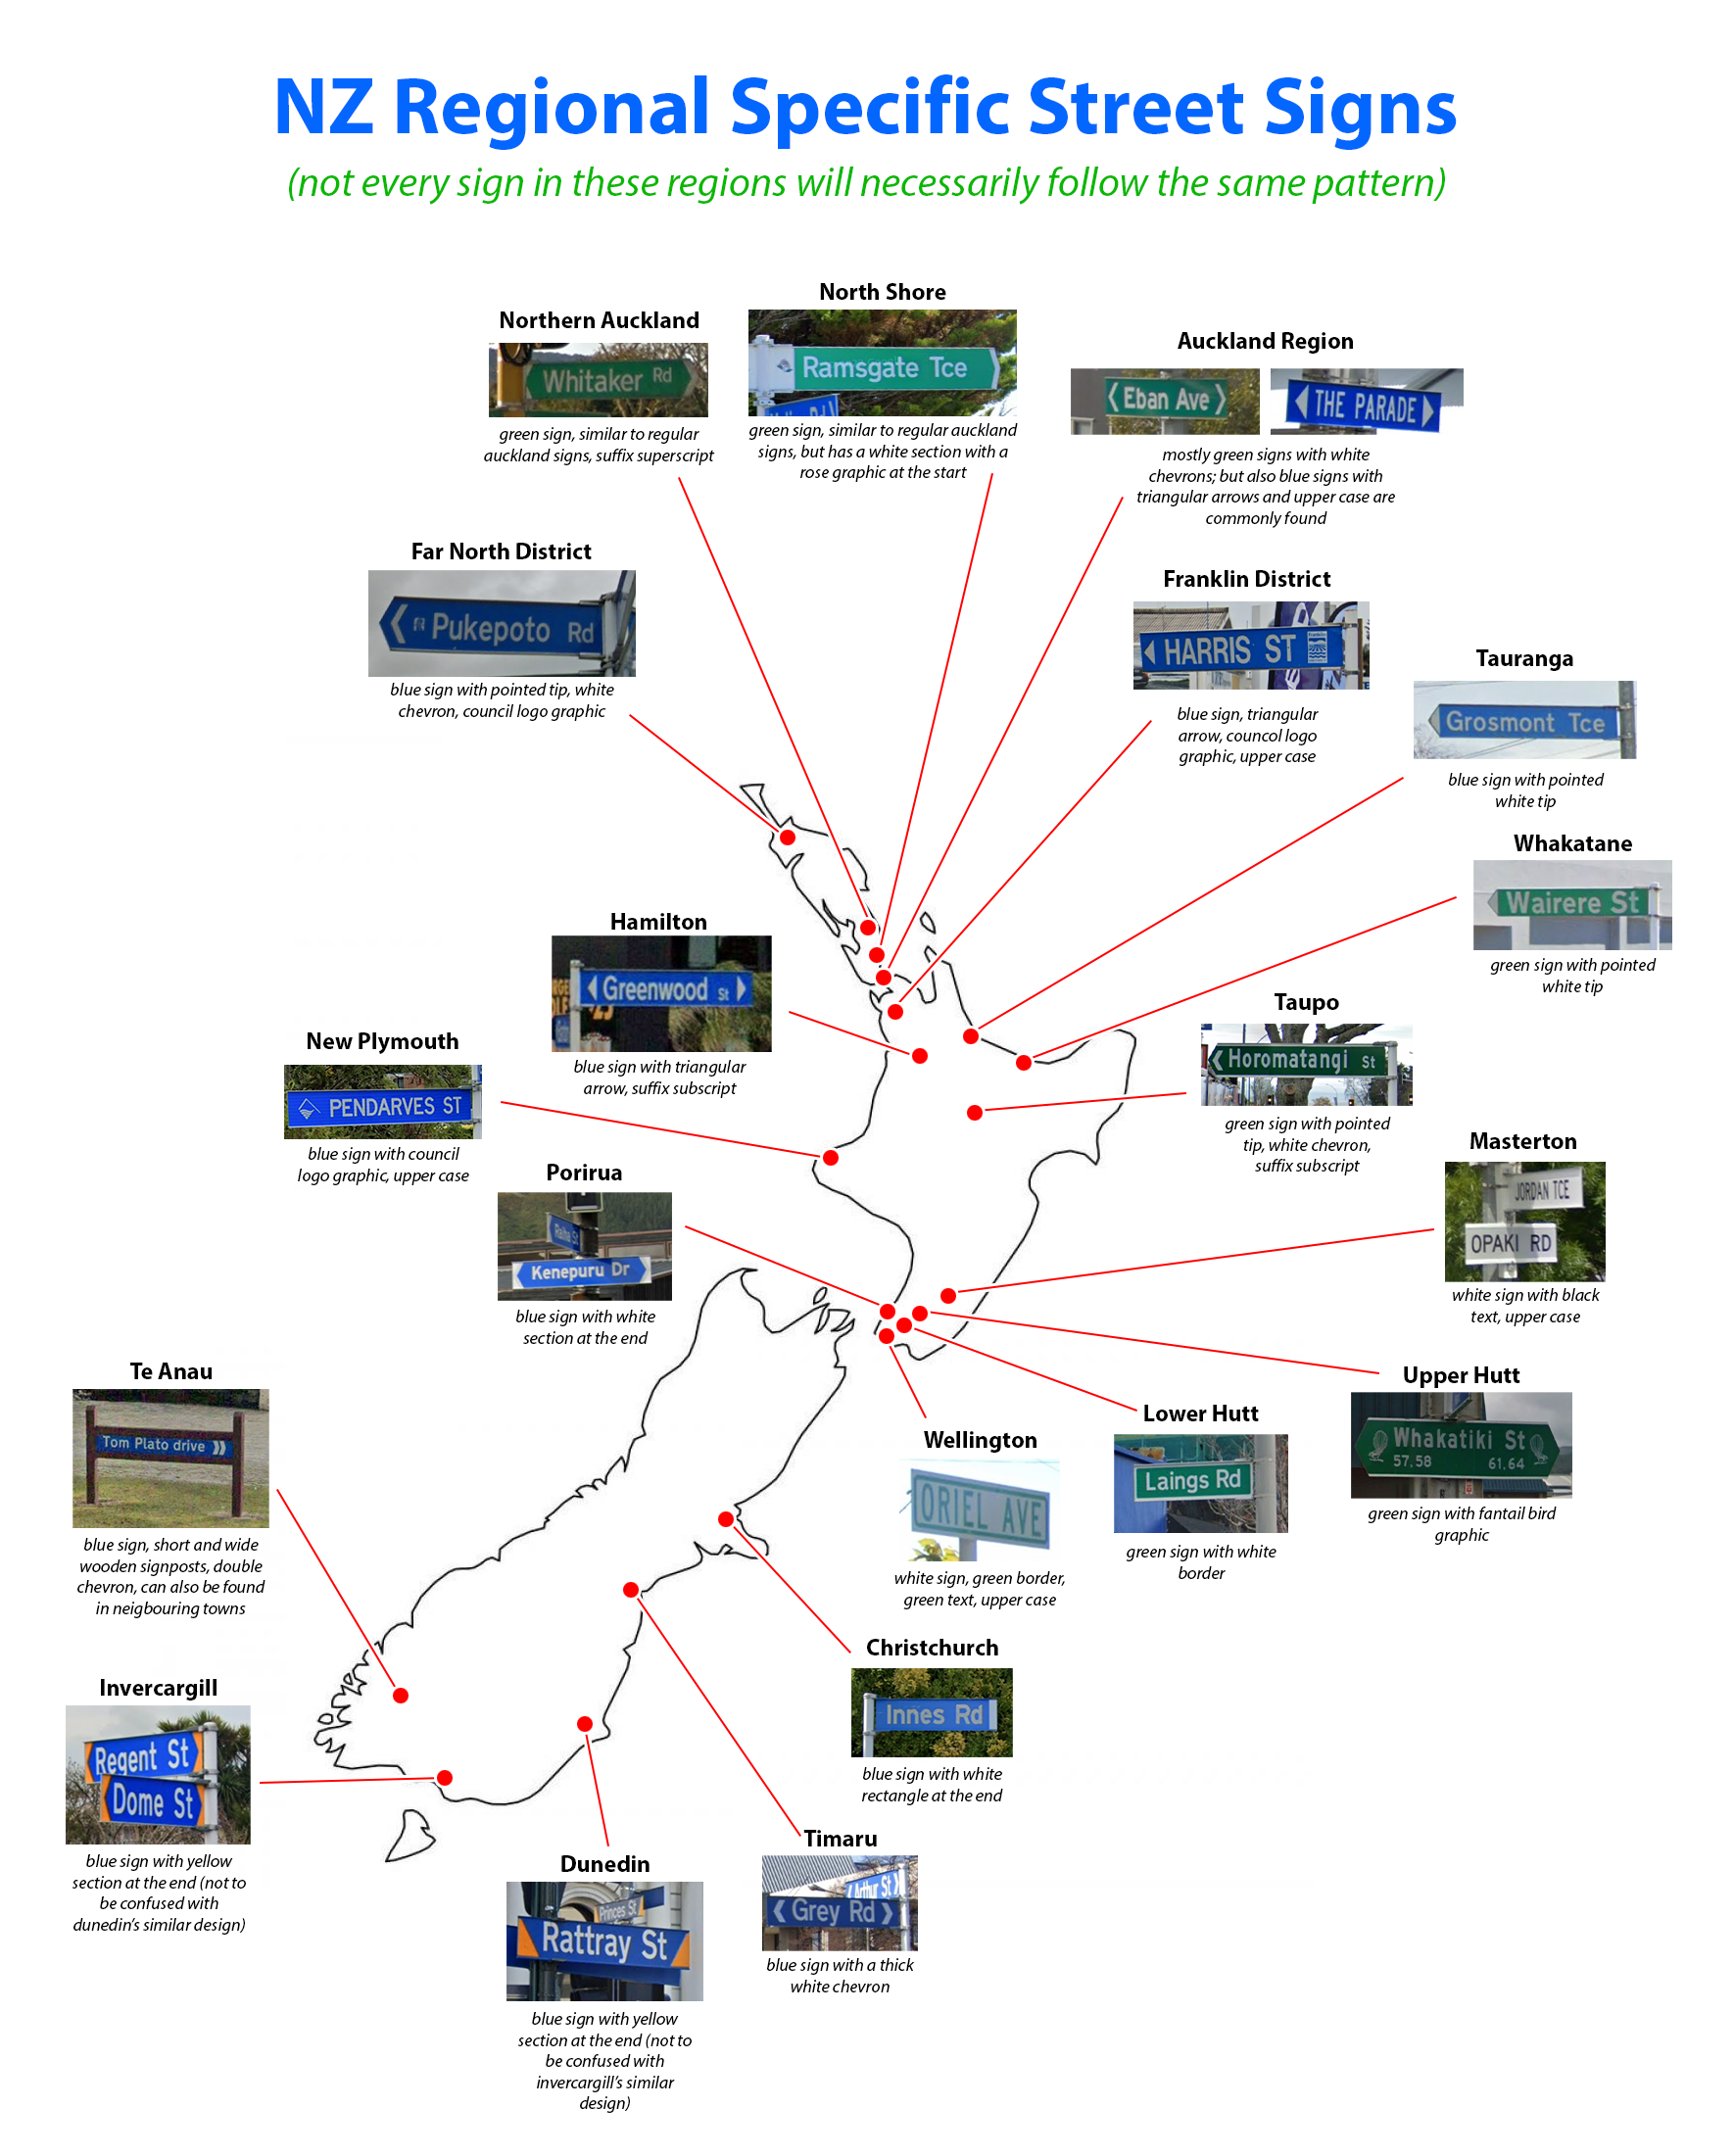 NZ Regional Specific Street Signs
(not every sign in these regions will necessarily follow the same pattern)
Northern Auckland
Whitaker Rd
green sign, similar to regular
auckland signs, suffix superscript
North Shore
Ramsgate Tce
green sign, similar to regular auckland
signs, but has a white section with a
rose graphic at the start
Auckland Region
Eban Ave
THE PARADE
mostly green signs with white
chevrons; but also blue signs with
triangular arrows and upper case are
commonly found
Far North District
Pukepoto Rd
blue sign with pointed tip, white
chevron, council logo graphic
Franklin District
HARRIS ST
blue sign, triangular
arrow, councol logo
graphic, upper case
Tauranga
Grosmont Tce
blue sign with pointed
white tip
Whakatane
Wairere St
green sign with pointed
white tip
Hamilton
Greenwood St
blue sign with triangular
arrow, suffix subscript
Taupo
Horomatangi St
green sign with pointed
tip, white chevron,
suffix subscript
New Plymouth
PENDARVES ST
blue sign with council
logo graphic, upper case
Porirua
Raiha St
Kenepuru Dr
blue sign with white
section at the end
Masterton
JORDAN TCE
OPAKI RD
white sign with black
text, upper case
Te Anau
Tom Plato drive
blue sign, short and wide
wooden signposts, double
chevron, can also be found
in neigbouring towns
Upper Hutt
Whakatiki St
57.58 61.64
green sign with fantail bird
graphic
Lower Hutt
Laings Rd
green sign with white
border
Wellington
ORIEL AVE
white sign, green border,
green text, upper case
Christchurch
Innes Rd
blue sign with white
rectangle at the end
Invercargill
Regent St
Dome St
blue sign with yellow
section at the end (not to
be confused with
dunedin's similar design)
Timaru
Arthur St
Grey Rd
blue sign with a thick
white chevron
Dunedin
Princes St
Rattray St
blue sign with yellow
section at the end (not to
be confused with
invercargill's similar
design)